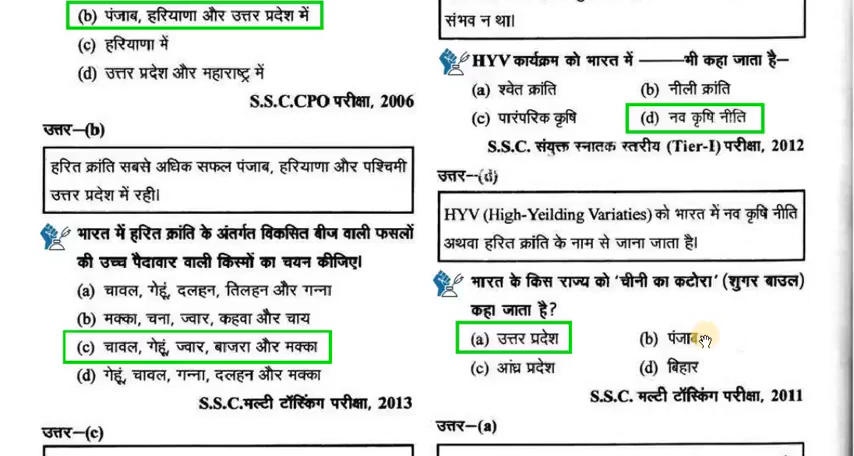 (b) पंजाब, हरियाणा और उत्तर प्रदेश में
(c) हरियाणा में
(d) उत्तर प्रदेश और महाराष्ट्र में
S.S.C.CPO परीक्षा, 2006
उत्तर–(b)
हरित क्रांति सबसे अधिक सफल पंजाब, हरियाणा और पश्चिमी
उत्तर प्रदेश में रही।
भारत में हरित क्रांति के अंतर्गत विकसित बीज वाली फसलों
की उच्च पैदावार वाली किस्मों का चयन कीजिए।
(a) चावल, गेहूं, दलहन, तिलहन और गन्ना
(b) मक्का, चना, ज्वार, कहवा और चाय
(c) चावल, गेहूं, ज्वार, बाजरा और मक्का
(d) गेहूं, चावल, गन्ना, दलहन और मक्का
S.S.C.मल्टी टॉस्किंग परीक्षा, 2013
उत्तर–(c)
संभव न था।
HYV कार्यक्रम को भारत में ———भी कहा जाता है–
(a) श्वेत क्रांति (b) नीली क्रांति
(c) पारंपरिक कृषि (d) नव कृषि नीति
S.S.C. संयुक्त स्नातक स्तरीय (Tier-I) परीक्षा, 2012
उत्तर–(d)
HYV (High-Yeilding Variaties) को भारत में नव कृषि नीति
अथवा हरित क्रांति के नाम से जाना जाता है।
भारत के किस राज्य को 'चीनी का कटोरा' (शुगर बाउल)
कहा जाता है?
(a) उत्तर प्रदेश (b) पंजाब
(c) आंध्र प्रदेश (d) बिहार
S.S.C. मल्टी टॉस्किंग परीक्षा, 2011
उत्तर–(a)